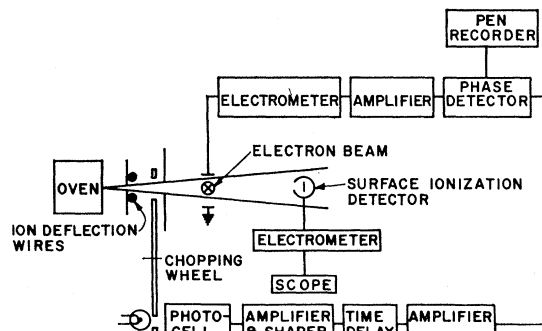 PEN
RECORDER
ELECTROMETER
AMPLIFIER
PHASE
DETECTOR
ELECTRON BEAM
OVEN
SURFACE IONIZATION
DETECTOR
ION DEFLECTION
WIRES
ELECTROMETER
CHOPPING
WHEEL
SCOPE
PHOTO-
CELL
AMPLIFIER
& SHAPER
TIME
DELAY
AMPLIFIER